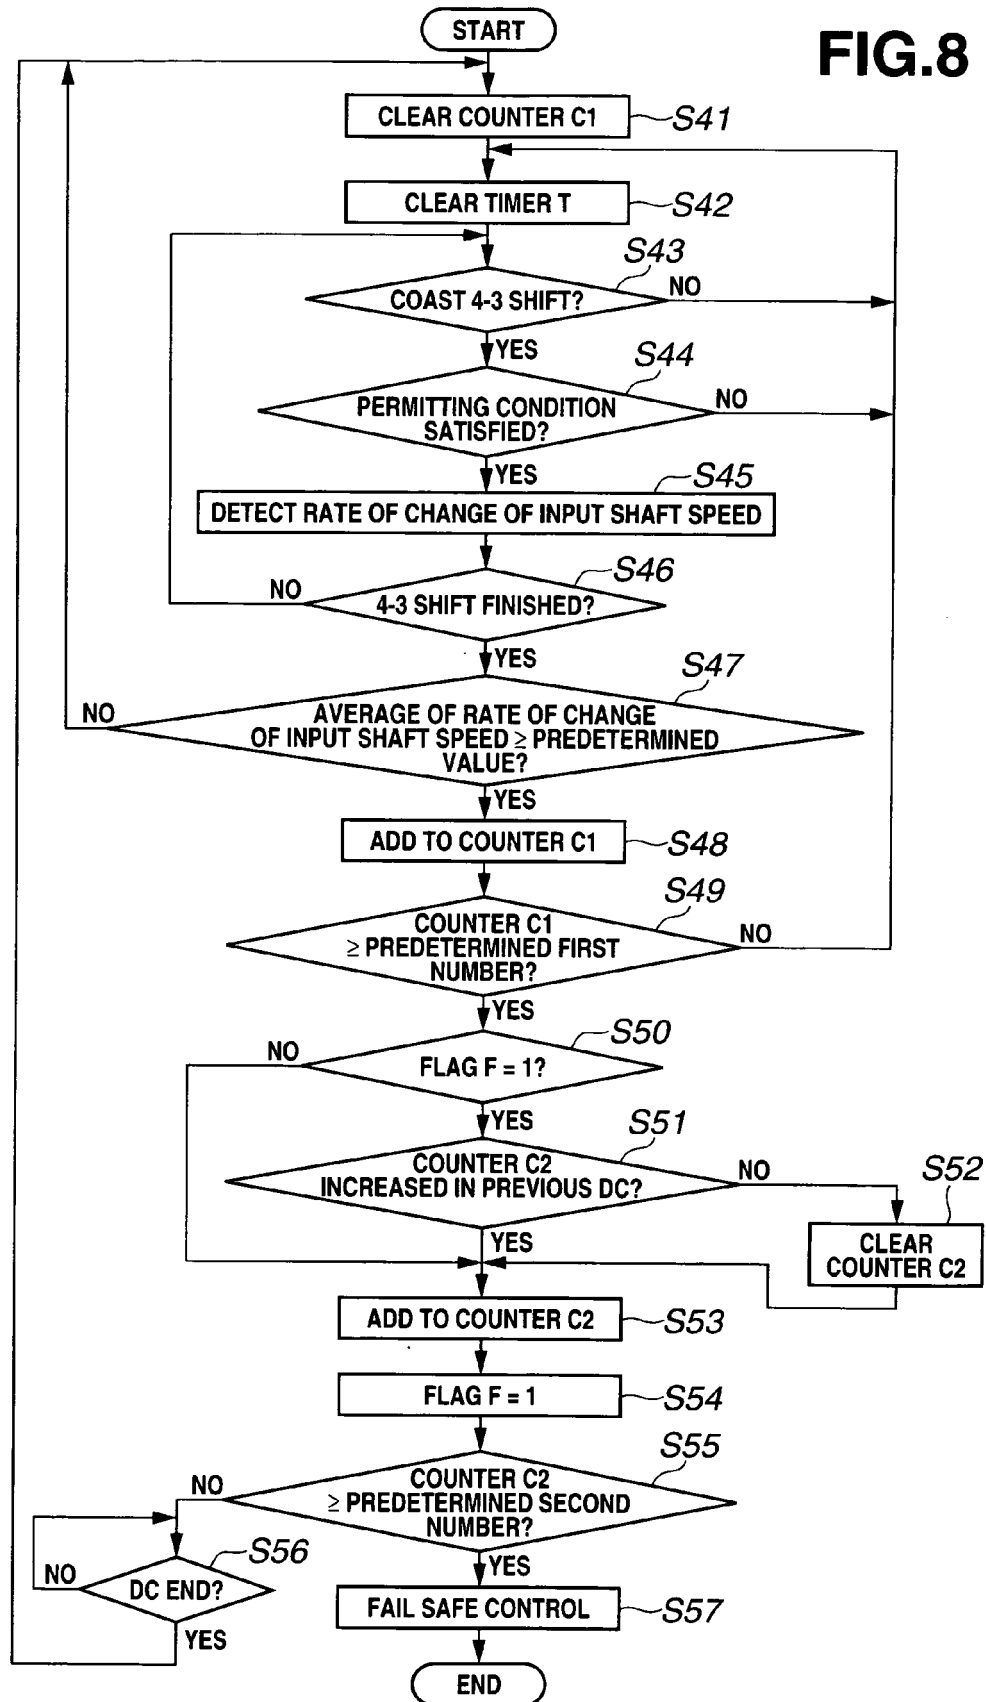 START
FIG.8
CLEAR COUNTER C1
S41
CLEAR TIMER T
S42
S43
COAST 4-3 SHIFT?
NO
YES
S44
PERMITTING CONDITION
SATISFIED?
NO
YES
S45
DETECT RATE OF CHANGE OF INPUT SHAFT SPEED
S46
NO
4-3 SHIFT FINISHED?
YES
S47
NO
AVERAGE OF RATE OF CHANGE
OF INPUT SHAFT SPEED ≥ PREDETERMINED
VALUE?
YES
ADD TO COUNTER C1
S48
S49
COUNTER C1
≥ PREDETERMINED FIRST
NUMBER?
NO
YES
S50
NO
FLAG F = 1?
YES
S51
COUNTER C2
INCREASED IN PREVIOUS DC?
NO
S52
YES
CLEAR
COUNTER C2
ADD TO COUNTER C2
S53
FLAG F = 1
S54
S55
NO
COUNTER C2
≥ PREDETERMINED SECOND
NUMBER?
YES
S56
NO
DC END?
YES
FAIL SAFE CONTROL
S57
END